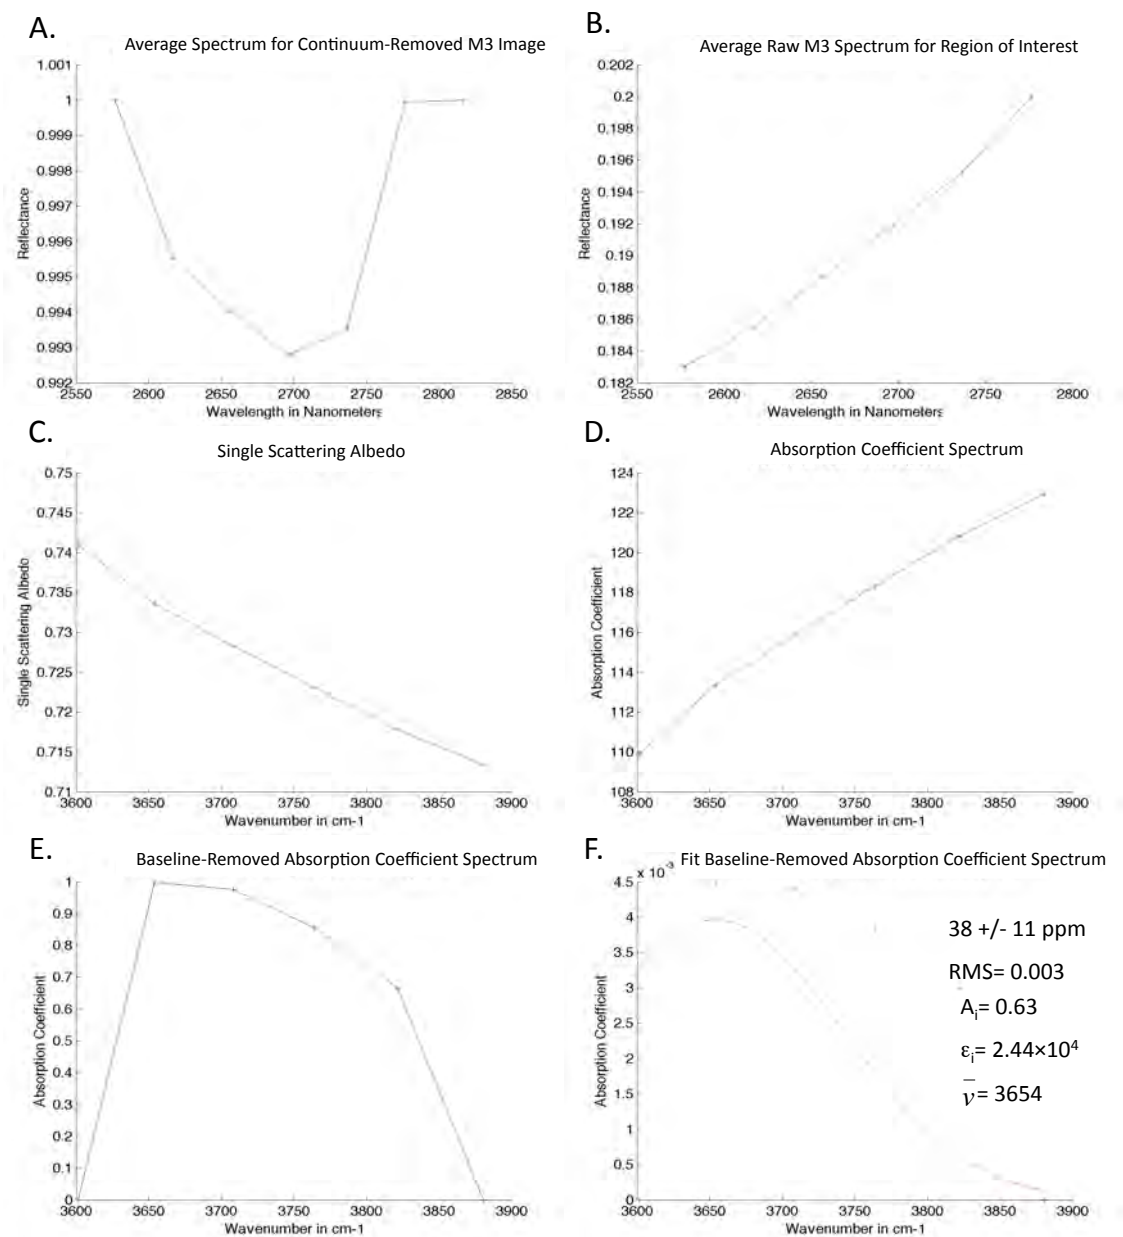 A.
Average Spectrum for Continuum-Removed M3 Image
1.001
1
0.999
0.998
0.997
0.996
0.995
0.994
0.993
0.992
Reflectance
2550 2600 2650 2700 2750 2800 2850
Wavelength in Nanometers
B.
Average Raw M3 Spectrum for Region of Interest
0.202
0.2
0.198
0.196
0.194
0.192
0.19
0.188
0.186
0.184
0.182
Reflectance
2550 2600 2650 2700 2750 2800
Wavelength in Nanometers
C.
Single Scattering Albedo
0.75
0.745
0.74
0.735
0.73
0.725
0.72
0.715
0.71
Single Scattering Albedo
3600 3650 3700 3750 3800 3850 3900
Wavenumber in cm-1
D.
Absorption Coefficient Spectrum
124
122
120
118
116
114
112
110
108
Absorption Coefficient
3600 3650 3700 3750 3800 3850 3900
Wavenumber in cm-1
E.
Baseline-Removed Absorption Coefficient Spectrum
1
0.9
0.8
0.7
0.6
0.5
0.4
0.3
0.2
0.1
0
Absorption Coefficient
3600 3650 3700 3750 3800 3850 3900
Wavenumber in cm-1
F.
Fit Baseline-Removed Absorption Coefficient Spectrum
x 10⁻³
4.5
4
3.5
3
2.5
2
1.5
1
0.5
0
Absorption Coefficient
38 +/- 11 ppm
RMS= 0.003
Aᵢ= 0.63
εᵢ= 2.44×10⁴
ν̅= 3654
3600 3650 3700 3750 3800 3850 3900
Wavenumber in cm-1